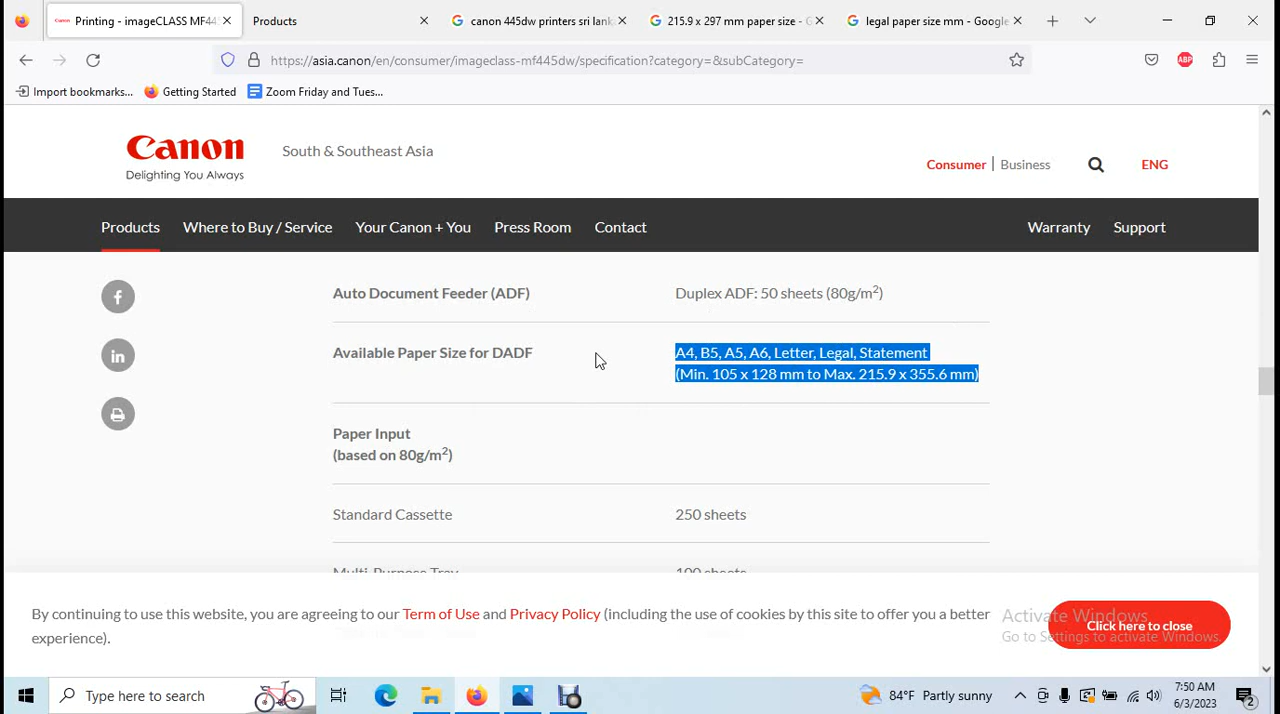 Printing - imageCLASS MF44
Products
canon 445dw printers sri lank
215.9 x 297 mm paper size - G
legal paper size mm - Google
https://asia.canon/en/consumer/imageclass-mf445dw/specification?category=&subCategory=
ABP
Import bookmarks...
Getting Started
Zoom Friday and Tues...
Canon
Delighting You Always
South & Southeast Asia
Consumer | Business
ENG
Products
Where to Buy / Service
Your Canon + You
Press Room
Contact
Warranty
Support
Auto Document Feeder (ADF)
Duplex ADF: 50 sheets (80g/m²)
Available Paper Size for DADF
A4, B5, A5, A6, Letter, Legal, Statement
(Min. 105 x 128 mm to Max. 215.9 x 355.6 mm)
Paper Input
(based on 80g/m²)
Standard Cassette
250 sheets
Multi-Purpose Tray
100 sheets
By continuing to use this website, you are agreeing to our Term of Use and Privacy Policy (including the use of cookies by this site to offer you a better
experience).
Click here to close
Activate Windows
Go to Settings to activate Windows.
Type here to search
84°F Partly sunny
7:50 AM
6/3/2023
2